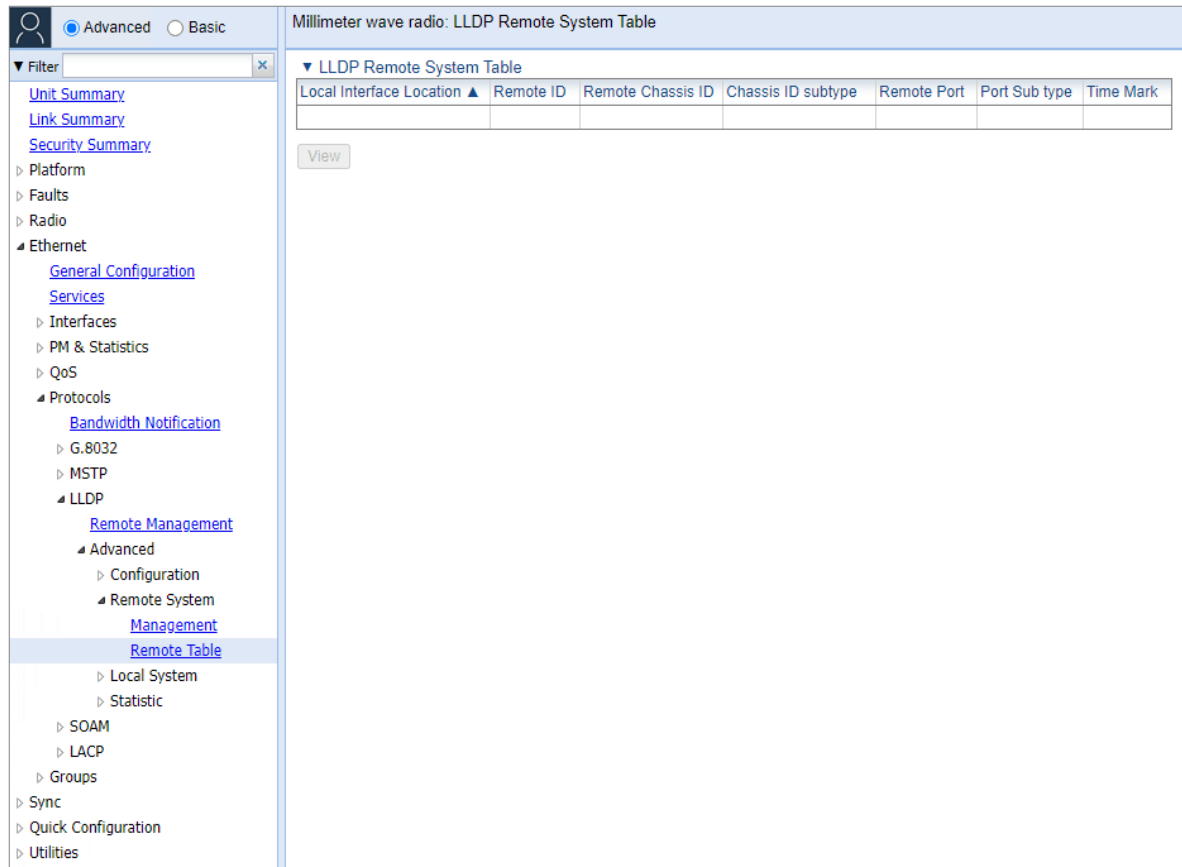 Advanced Basic
Millimeter wave radio: LLDP Remote System Table
▼ Filter
Unit Summary
Link Summary
Security Summary
Platform
Faults
Radio
Ethernet
General Configuration
Services
Interfaces
PM & Statistics
QoS
Protocols
Bandwidth Notification
G.8032
MSTP
LLDP
Remote Management
Advanced
Configuration
Remote System
Management
Remote Table
Local System
Statistic
SOAM
LACP
Groups
Sync
Quick Configuration
Utilities
▼ LLDP Remote System Table
Local Interface Location ▲ Remote ID Remote Chassis ID Chassis ID subtype Remote Port Port Sub type Time Mark
View